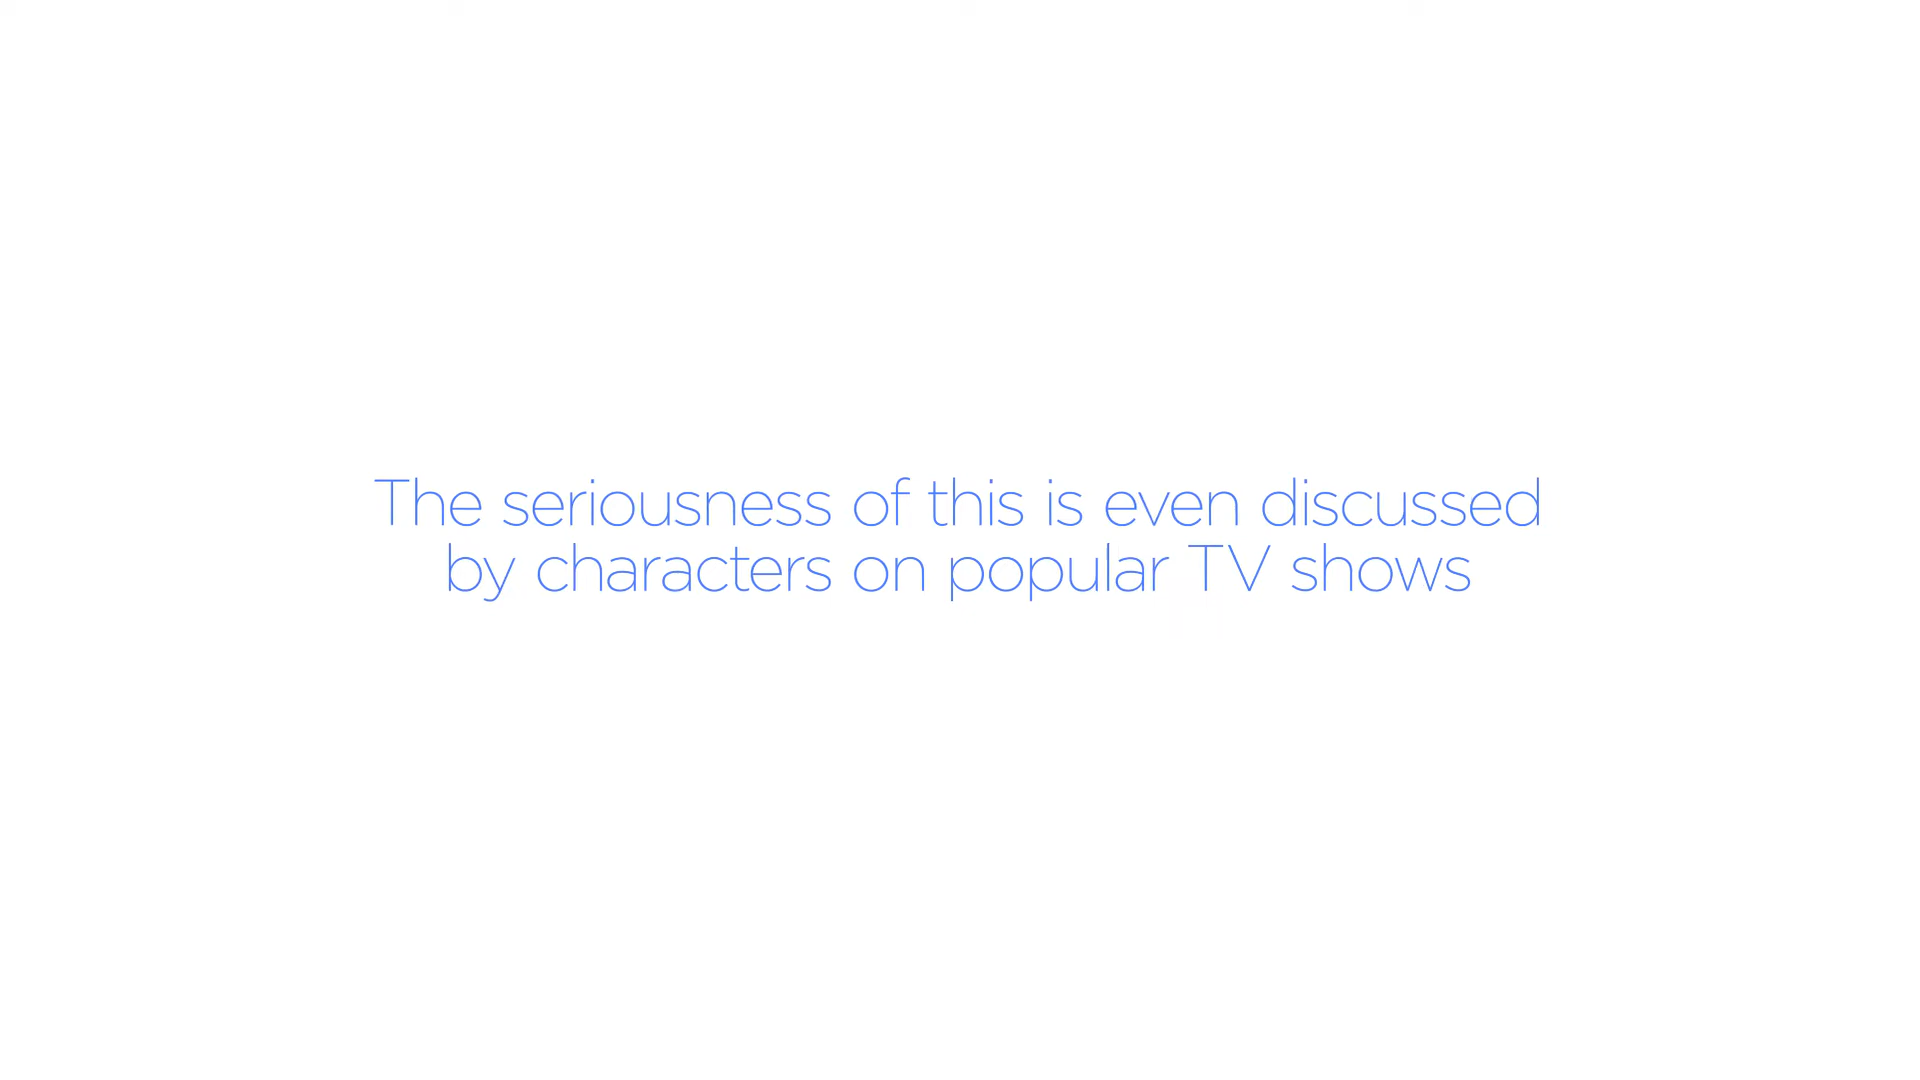 The seriousness of this is even discussed
by characters on popular TV shows